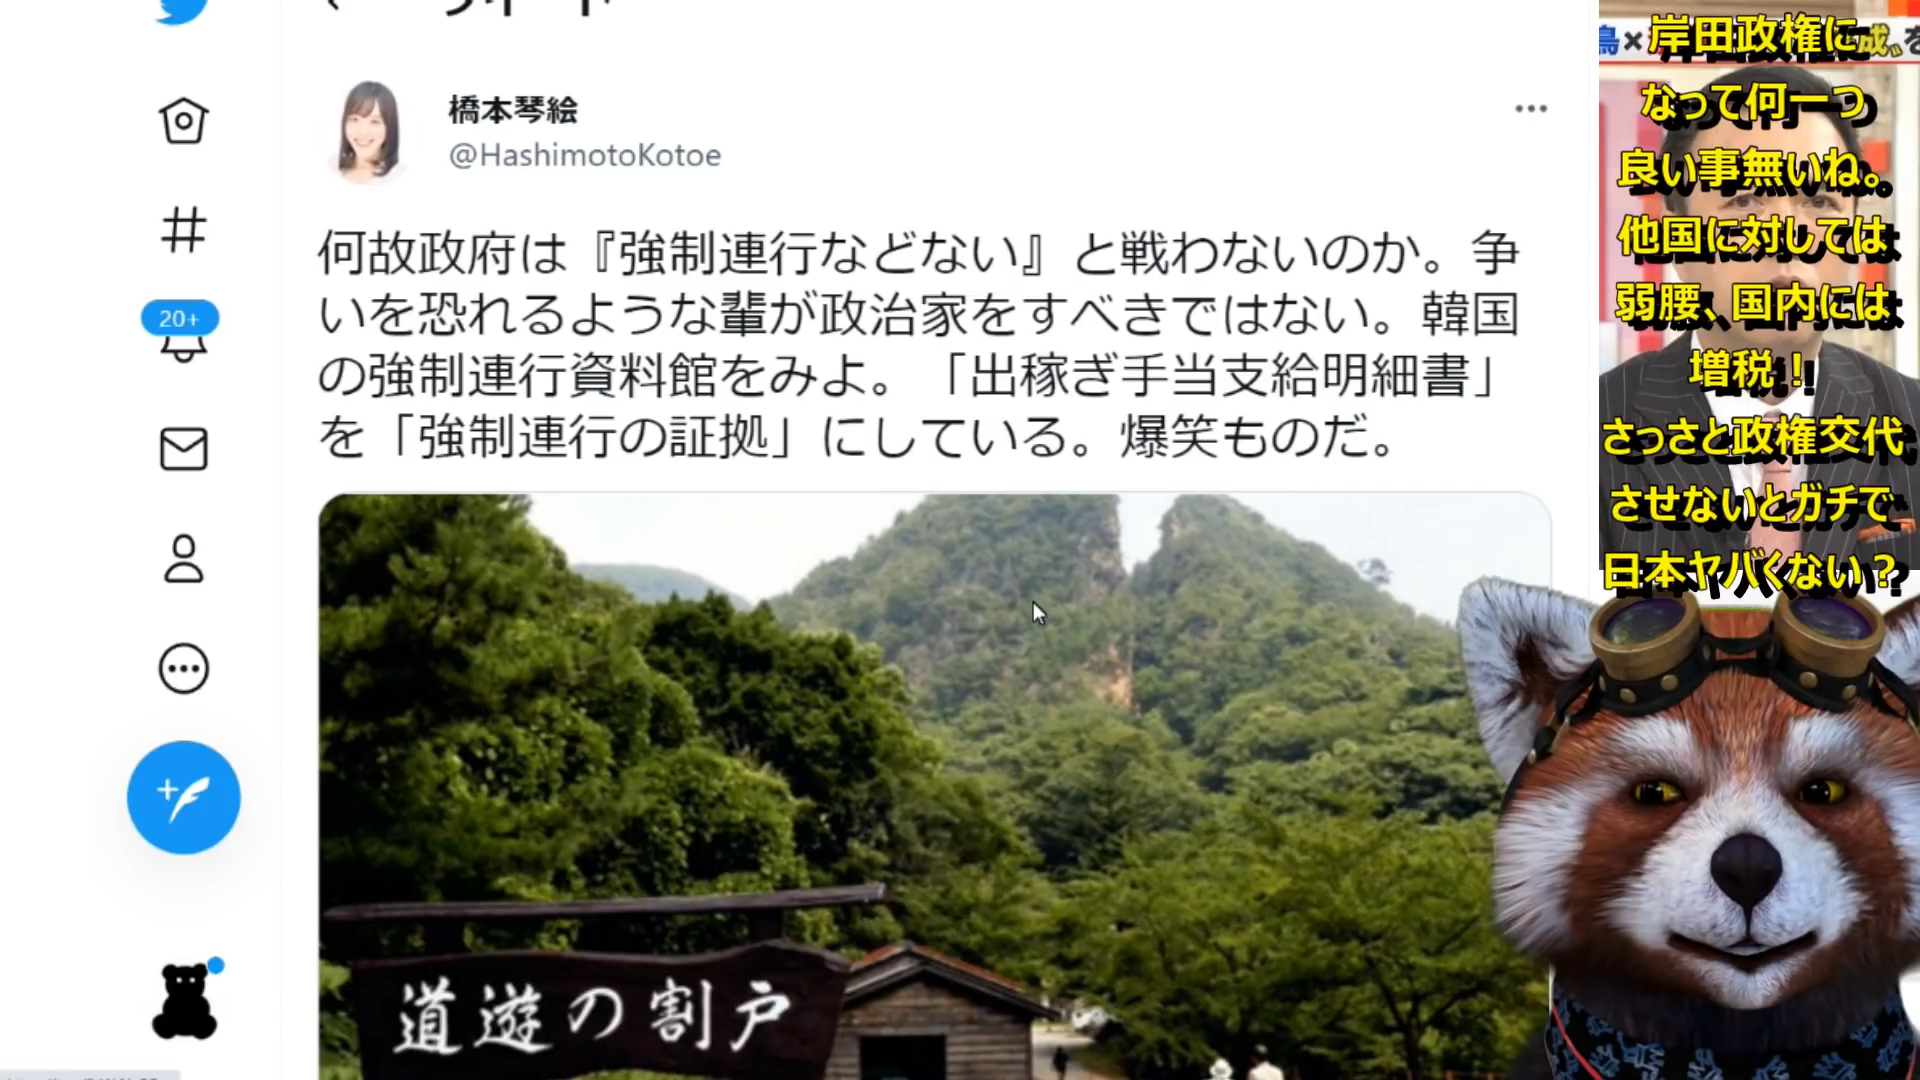 橋本琴絵
@HashimotoKotoe
何故政府は『強制連行などない』と戦わないのか。争
いを恐れるような輩が政治家をすべきではない。韓国
の強制連行資料館をみよ。「出稼ぎ手当支給明細書」
を「強制連行の証拠」にしている。爆笑ものだ。
20+
道遊の割戸
岸田政権に
なって何一つ
良い事無いね。
他国に対しては
弱腰、国内には
増税！
さっさと政権交代
させないとガチで
日本ヤバくない？